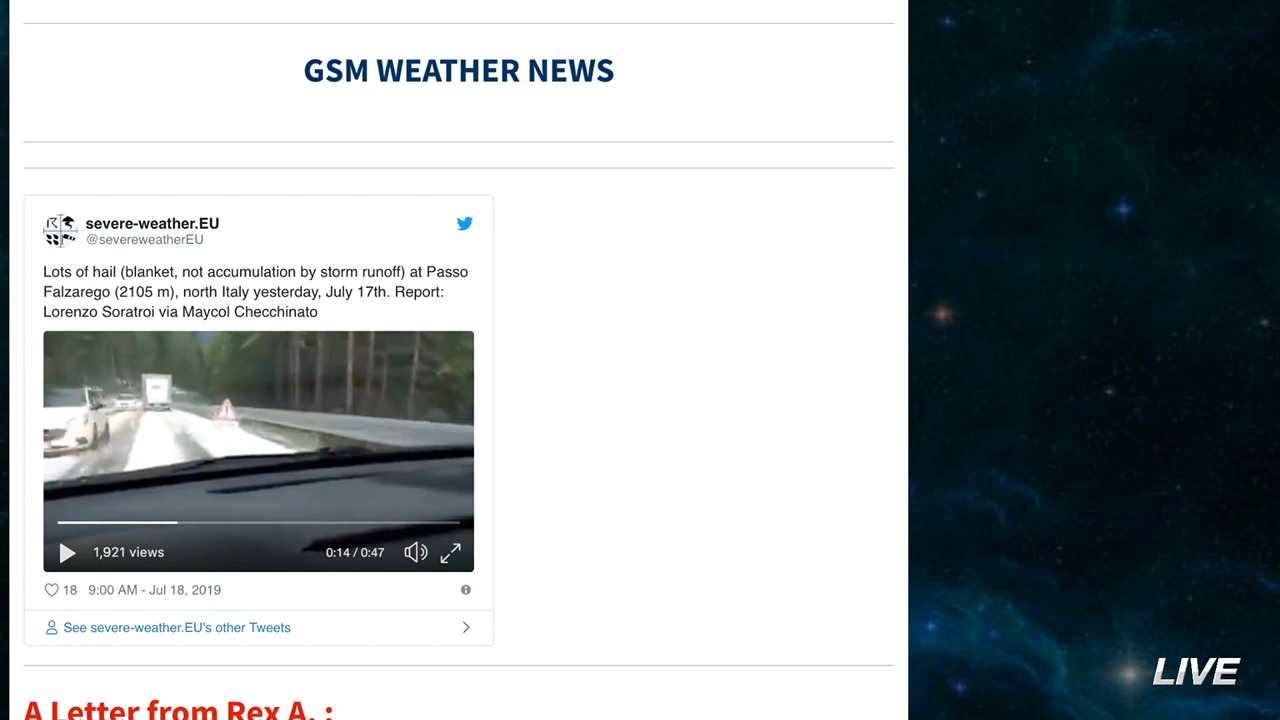 GSM WEATHER NEWS
severe-weather.EU
@severeweatherEU
Lots of hail (blanket, not accumulation by storm runoff) at Passo
Falzarego (2105 m), north Italy yesterday, July 17th. Report:
Lorenzo Soratroi via Maycol Checchinato
1,921 views
0:14 / 0:47
18 9:00 AM - Jul 18, 2019
See severe-weather.EU's other Tweets
LIVE
A Letter from Rex A. :